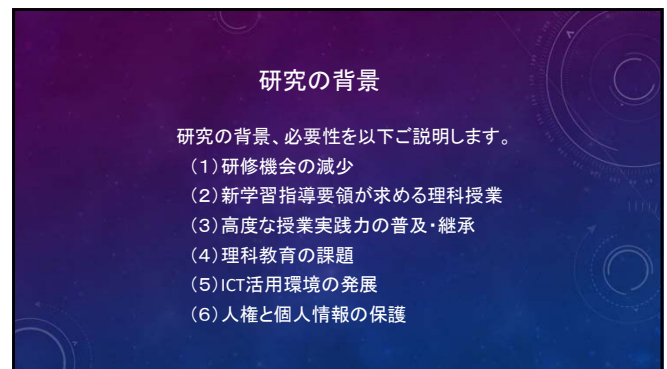 研究の背景
研究の背景、必要性を以下ご説明します。
（１）研修機会の減少
（２）新学習指導要領が求める理科授業
（３）高度な授業実践力の普及・継承
（４）理科教育の課題
（５）ICT活用環境の発展
（６）人権と個人情報の保護